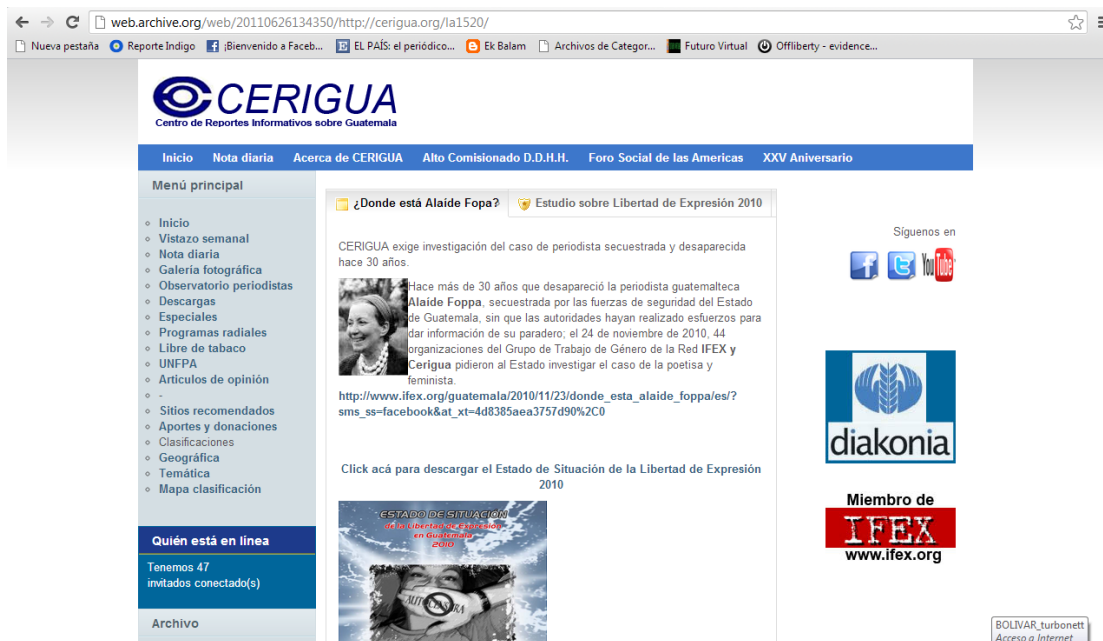 web.archive.org/web/20110626134350/http://cerigua.org/la1520/
Nueva pestaña Reporte Indigo ¡Bienvenido a Faceb... EL PAÍS: el periódico... Ek Balam Archivos de Categor... Futuro Virtual Offliberty - evidence...
CERIGUA
Centro de Reportes Informativos sobre Guatemala
Inicio Nota diaria Acerca de CERIGUA Alto Comisionado D.D.H.H. Foro Social de las Americas XXV Aniversario
Menú principal
Inicio
Vistazo semanal
Nota diaria
Galería fotográfica
Observatorio periodistas
Descargas
Especiales
Programas radiales
Libre de tabaco
UNFPA
Articulos de opinión
-
Sitios recomendados
Aportes y donaciones
Clasificaciones
Geográfica
Temática
Mapa clasificación
Quién está en línea
Tenemos 47
invitados conectado(s)
Archivo
¿Donde está Alaide Fopa? Estudio sobre Libertad de Expresión 2010
CERIGUA exige investigación del caso de periodista secuestrada y desaparecida
hace 30 años.
Hace más de 30 años que desapareció la periodista guatemalteca
Alaide Foppa, secuestrada por las fuerzas de seguridad del Estado
de Guatemala, sin que las autoridades hayan realizado esfuerzos para
dar información de su paradero; el 24 de noviembre de 2010, 44
organizaciones del Grupo de Trabajo de Género de la Red IFEX y
Cerigua pidieron al Estado investigar el caso de la poetisa y
feminista.
http://www.ifex.org/guatemala/2010/11/23/donde_esta_alaide_foppa/es/?
sms_ss=facebook&at_xt=4d8385aea3757d90%2C0
Click acá para descargar el Estado de Situación de la Libertad de Expresión
2010
ESTADO DE SITUACIÓN
de la Libertad de Expresión
en Guatemala
2010
AUTOCENSURA
Síguenos en
You Tube
diakonia
Miembro de
IFEX
www.ifex.org
BOLIVAR_turbonett
Acceso a Internet